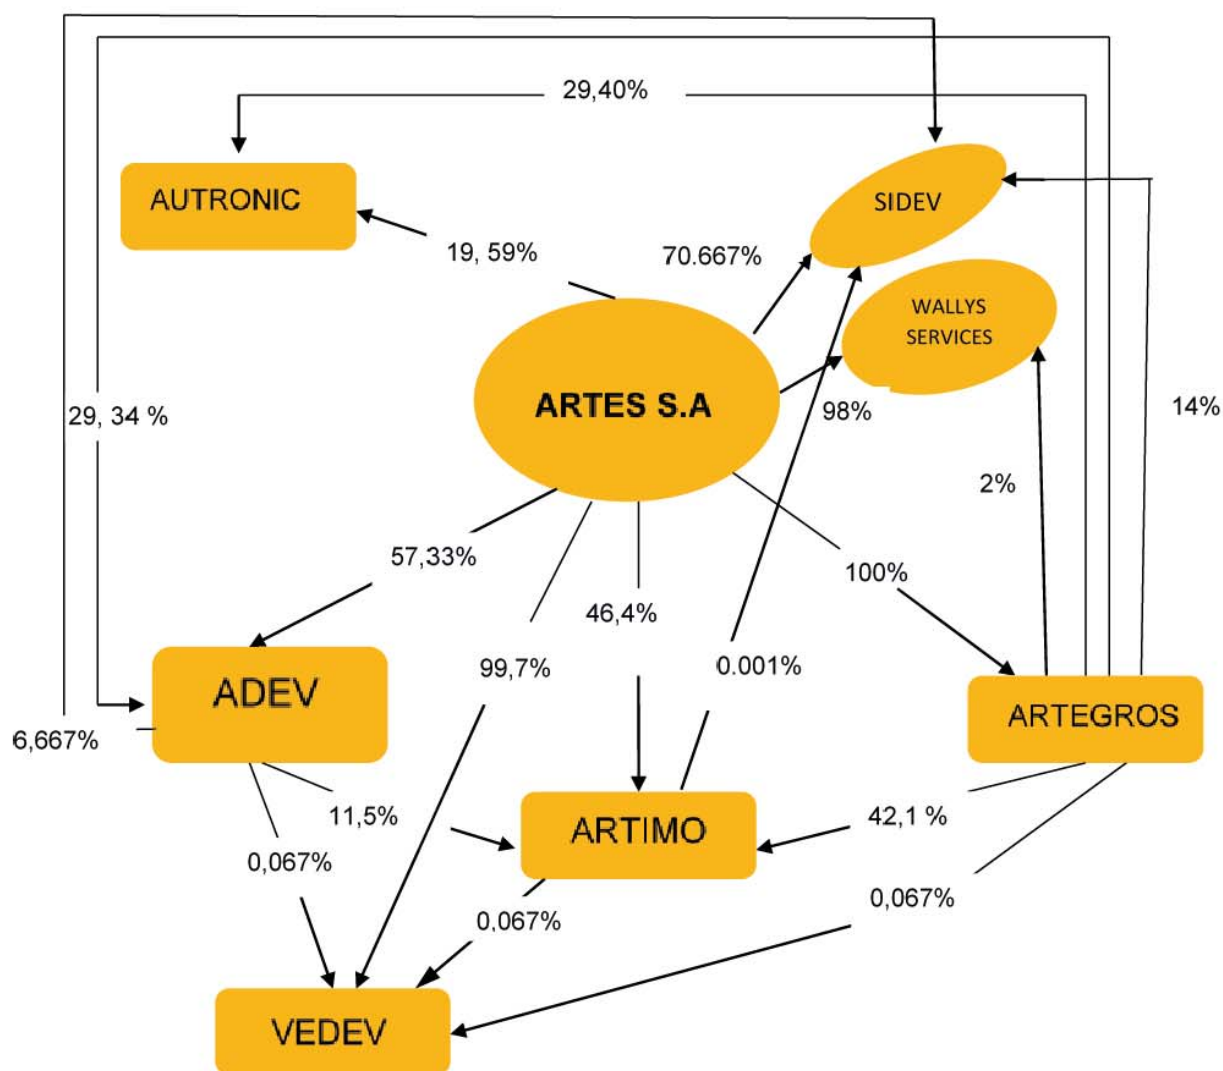 29,40%
AUTRONIC
SIDEV
19, 59%
70.667%
WALLYS
SERVICES
ARTES S.A
29, 34 %
98%
14%
2%
57,33%
100%
46,4%
99,7%
0.001%
ADEV
ARTEGROS
6,667%
11,5%
ARTIMO
42,1 %
0,067%
0,067%
0,067%
VEDEV